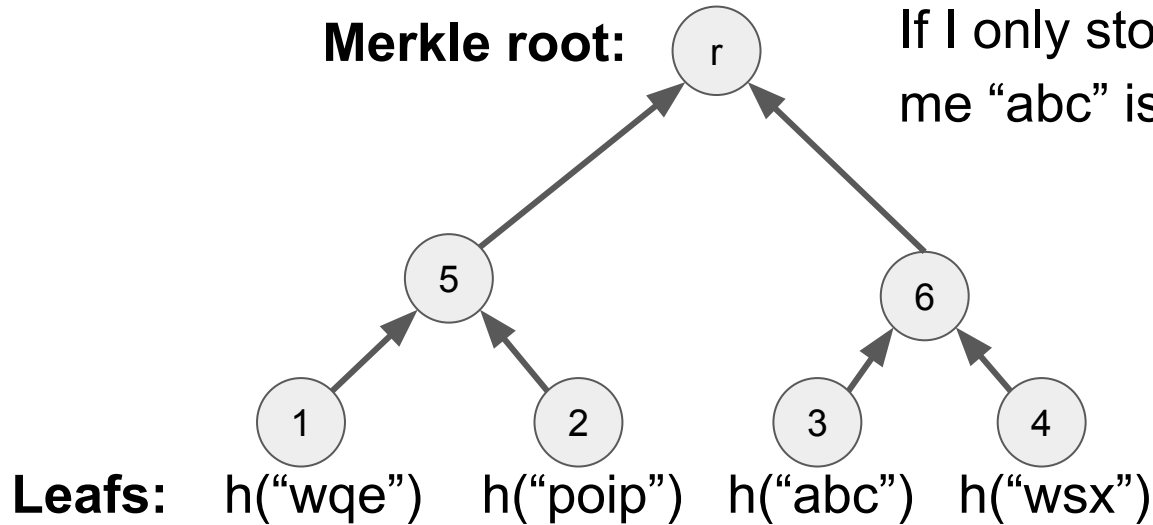 Merkle root:
r
If I only sto
me “abc” is
5
6
1
2
3
4
Leafs: h(“wqe”) h(“poip”) h(“abc”) h(“wsx”)